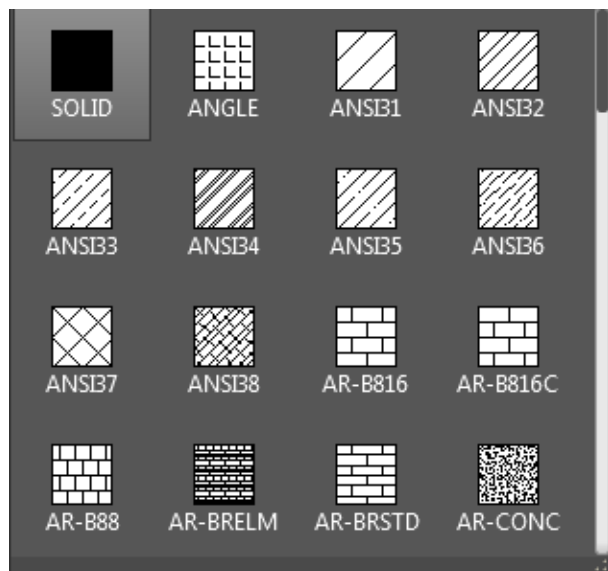 SOLID ANGLE ANSI31 ANSI32
ANSI33 ANSI34 ANSI35 ANSI36
ANSI37 ANSI38 AR-B816 AR-B816C
AR-B88 AR-BRELM AR-BRSTD AR-CONC